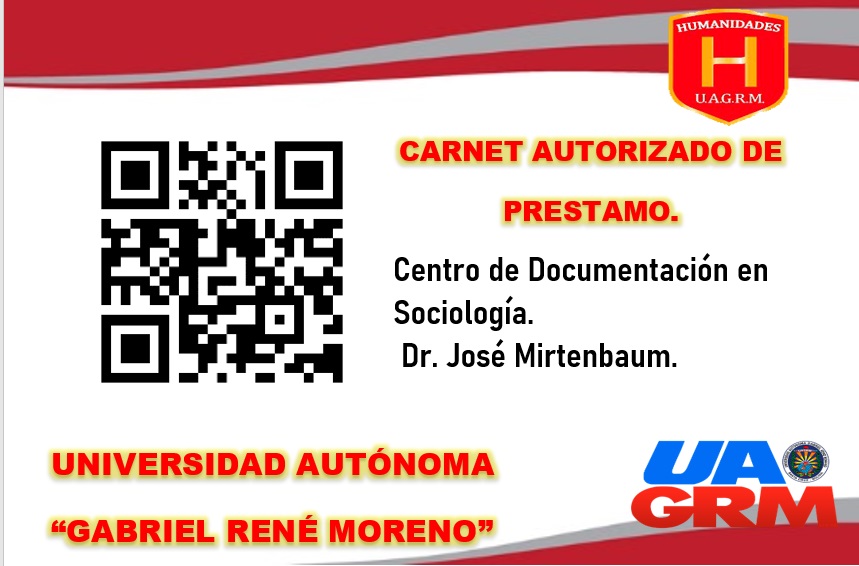 HUMANIDADES
H
U.A.G.R.M.
CARNET AUTORIZADO DE
PRESTAMO.
Centro de Documentación en
Sociología.
Dr. José Mirtenbaum.
UNIVERSIDAD AUTÓNOMA
“GABRIEL RENÉ MORENO”
UA
GRM